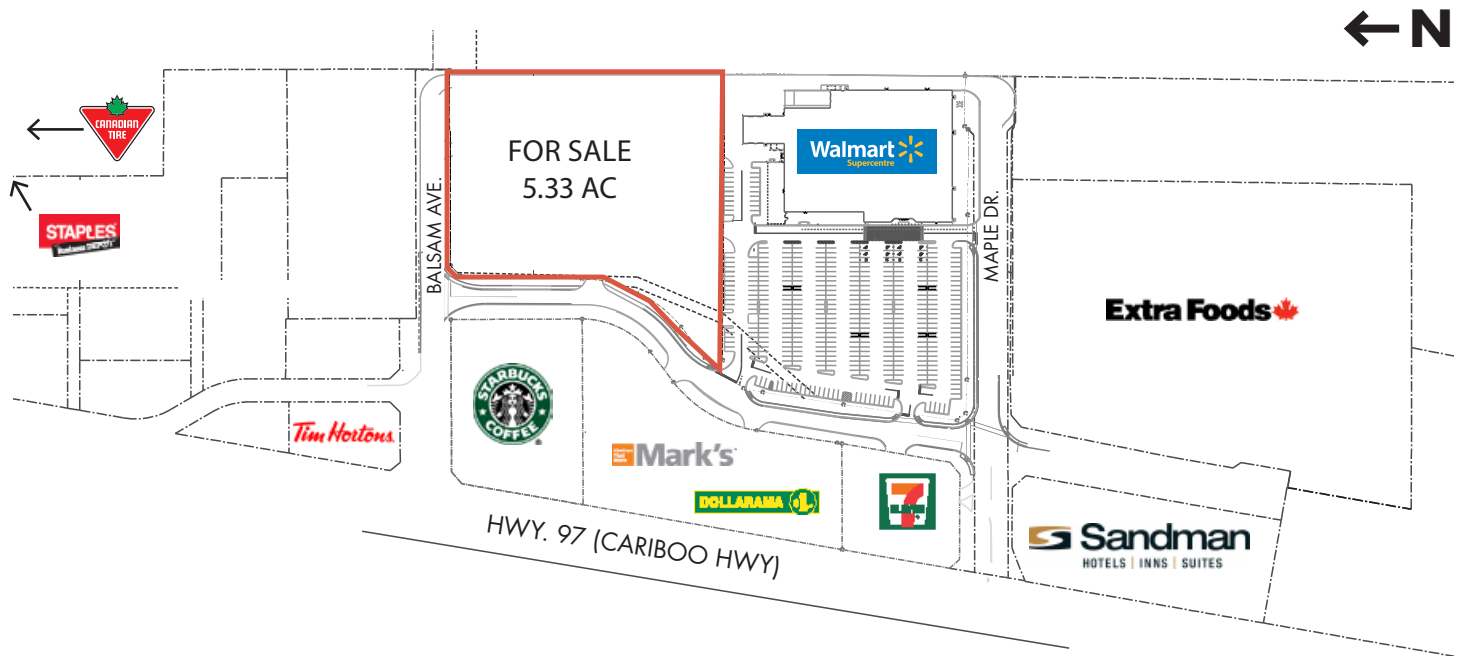 N
CANADIAN
TIRE
STAPLES
BALSAM AVE.
FOR SALE
5.33 AC
Walmart
Supercentre
MAPLE DR.
Extra Foods
Tim Hortons
STARBUCKS
COFFEE
Mark's
DOLLARAMA
7
HWY. 97 (CARIBOO HWY)
Sandman
HOTELS | INNS | SUITES